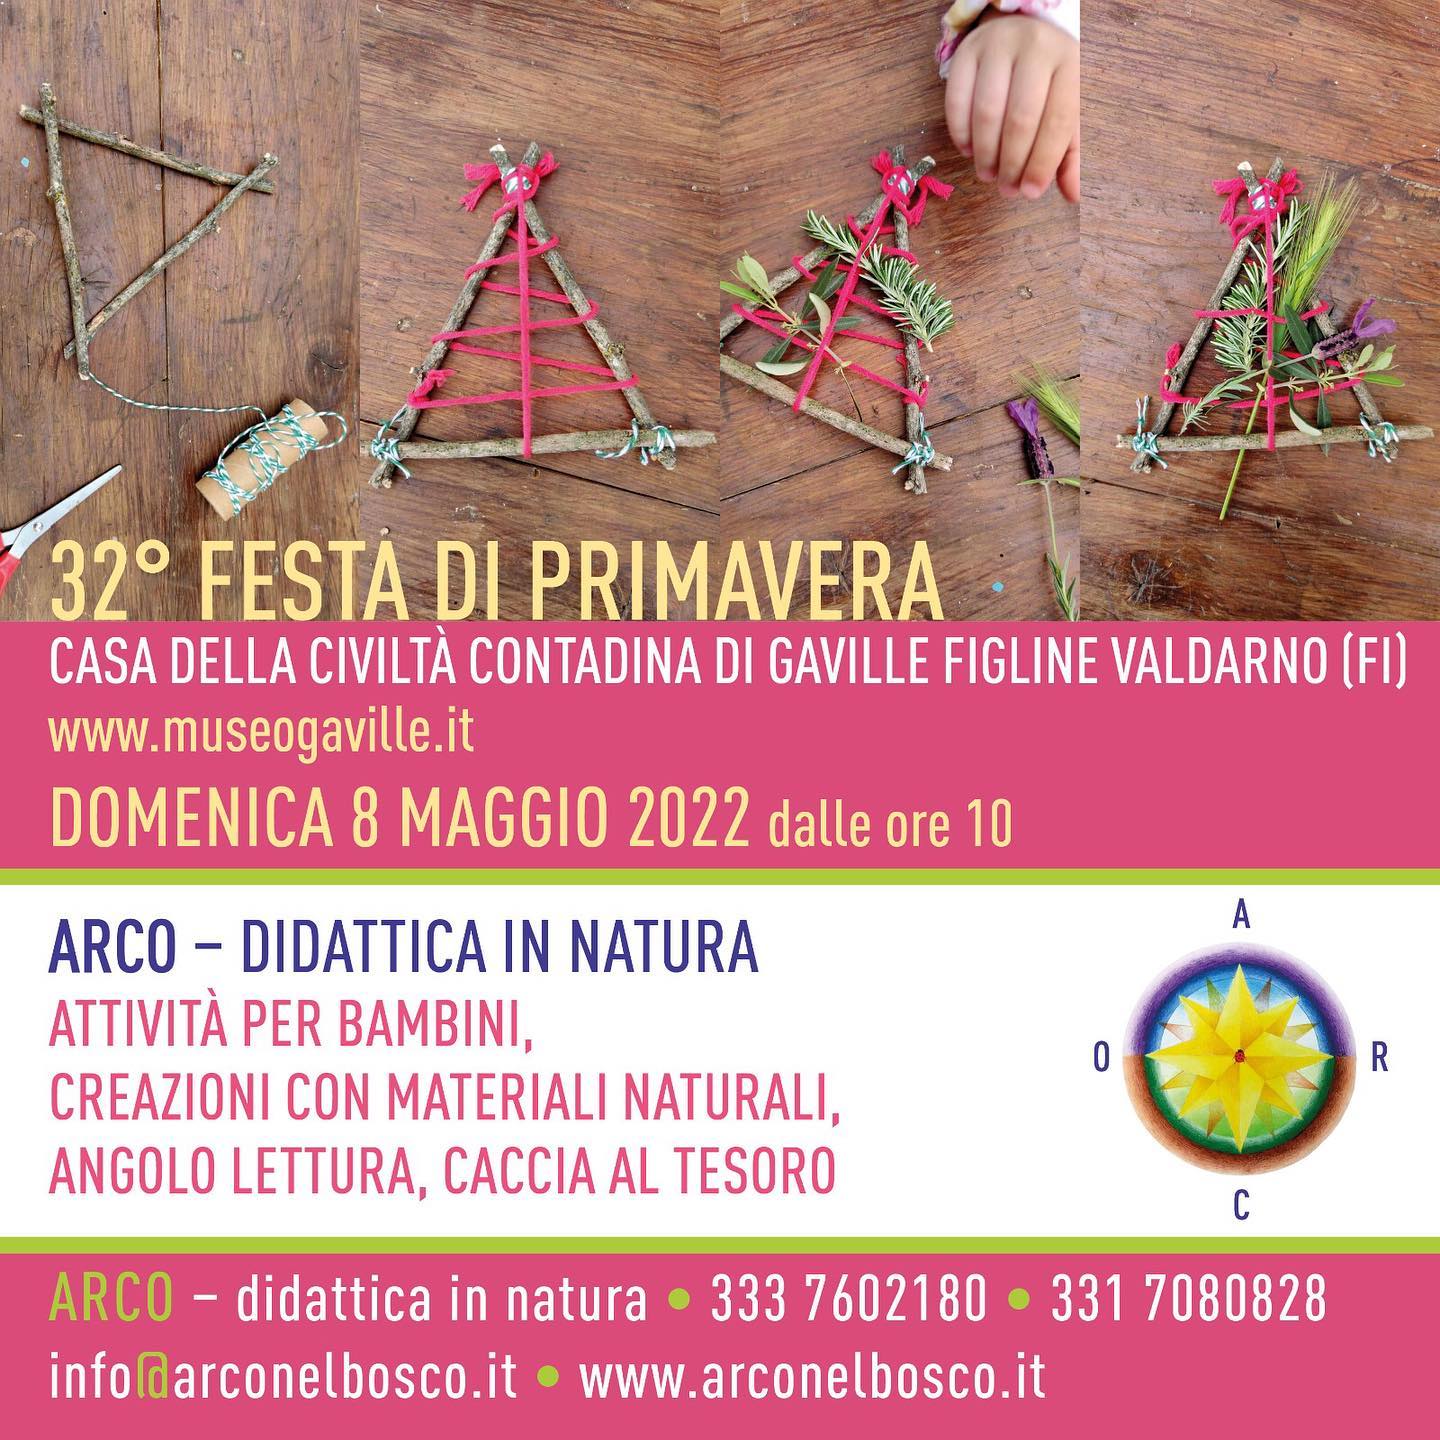 32° FESTA DI PRIMAVERA
CASA DELLA CIVILTÀ CONTADINA DI GAVILLE FIGLINE VALDARNO (FI)
www.museogaville.it
DOMENICA 8 MAGGIO 2022 dalle ore 10
ARCO – DIDATTICA IN NATURA
ATTIVITÀ PER BAMBINI,
CREAZIONI CON MATERIALI NATURALI,
ANGOLO LETTURA, CACCIA AL TESORO
A
R
C
O
ARCO – didattica in natura • 333 7602180 • 331 7080828
info@arconelbosco.it • www.arconelbosco.it